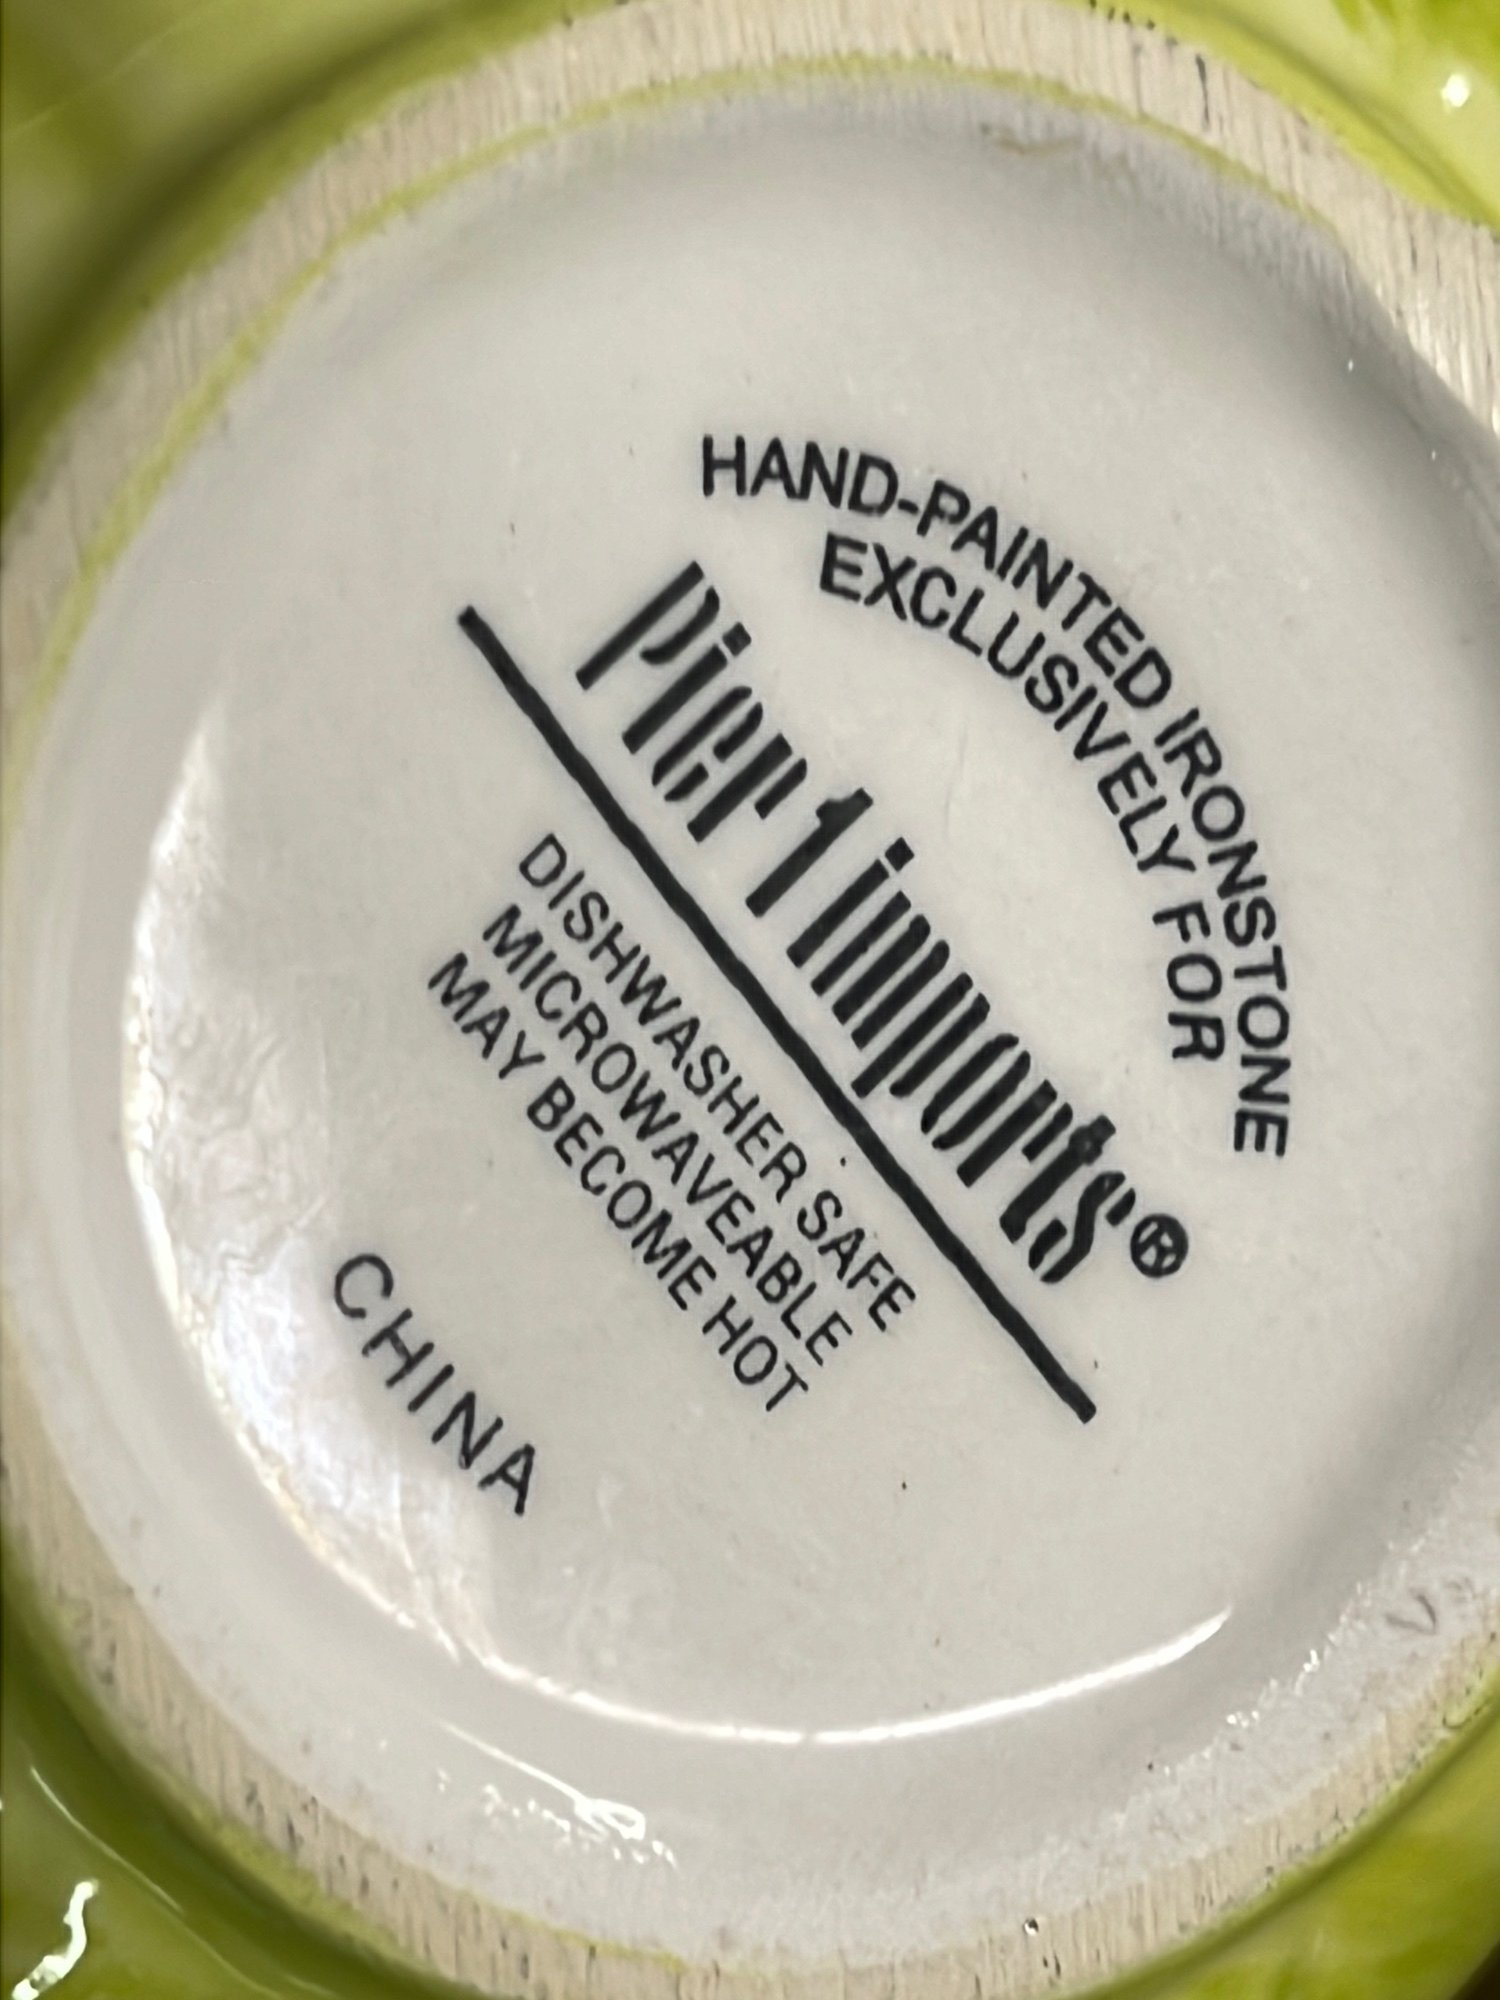 HAND-PAINTED IRONSTONE
EXCLUSIVELY FOR
Pier 1 imports®
DISHWASHER SAFE
MICROWAVEABLE
MAY BECOME HOT
CHINA